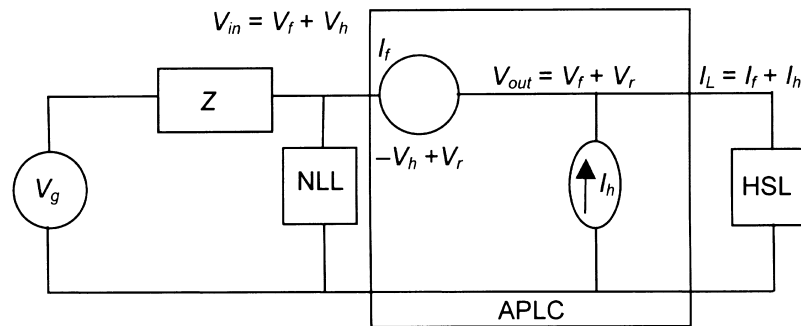 V_in = V_f + V_h
I_f
V_out = V_f + V_r
I_L = I_f + I_h
Z
−V_h + V_r
V_g
NLL
I_h
HSL
APLC